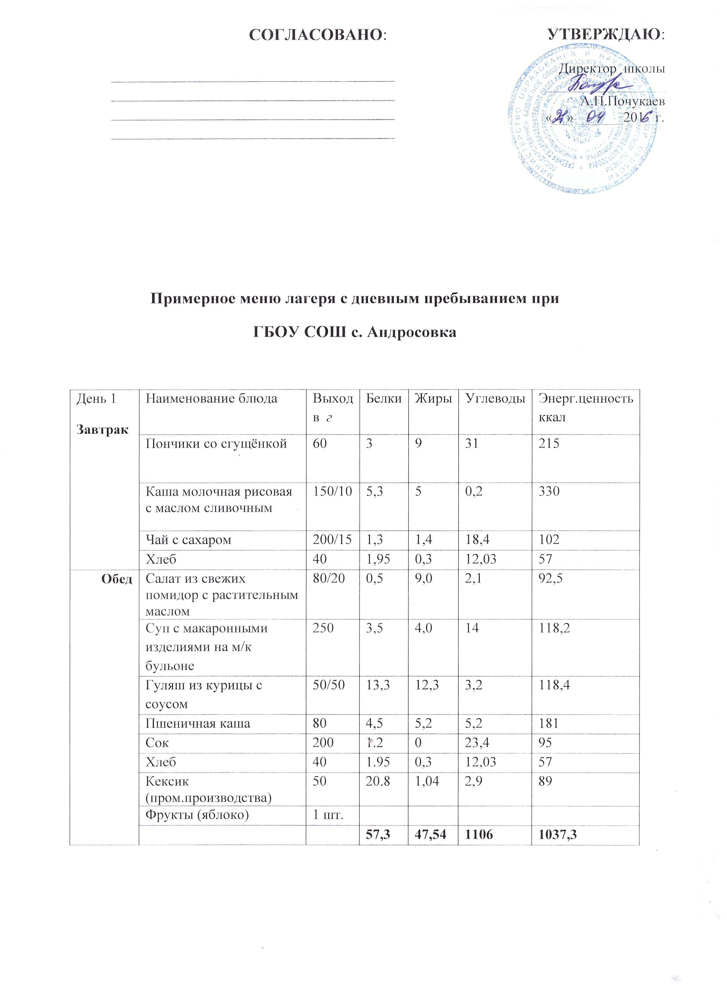 СОГЛАСОВАНО:
УТВЕРЖДАЮ:
Директор школы
А.П.Почукаев
« » 04 2016 г.
Примерное меню лагеря с дневным пребыванием при
ГБОУ СОШ с. Андросовка
День 1
Завтрак
Наименование блюда
Выход
в г
Белки
Жиры
Углеводы
Энерг.ценность
ккал
Пончики со сгущёнкой 60 3 9 31 215
Каша молочная рисовая 150/10 5,3 5 0,2 330
с маслом сливочным
Чай с сахаром 200/15 1,3 1,4 18,4 102
Хлеб 40 1,95 0,3 12,03 57
Обед
Салат из свежих 80/20 0,5 9,0 2,1 92,5
помидор с растительным
маслом
Суп с макаронными 250 3,5 4,0 14 118,2
изделиями на м/к
бульоне
Гуляш из курицы с 50/50 13,3 12,3 3,2 118,4
соусом
Пшеничная каша 80 4,5 5,2 5,2 181
Сок 200 1.2 0 23,4 95
Хлеб 40 1.95 0,3 12,03 57
Кексик 50 20.8 1,04 2,9 89
(пром.производства)
Фрукты (яблоко) 1 шт.
57,3 47,54 1106 1037,3